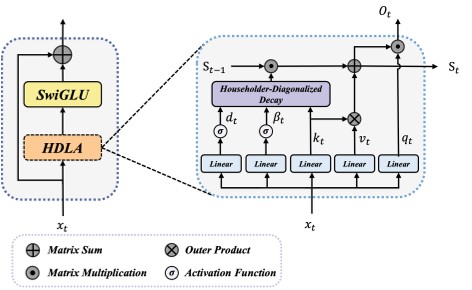 SwiGLU
HDLA
x_t
O_t
S_{t-1}
S_t
Householder-Diagonalized
Decay
d_t
β_t
k_t
v_t
q_t
σ
σ
Linear
Linear
Linear
Linear
Linear
x_t
Matrix Sum
Outer Product
Matrix Multiplication
σ Activation Function